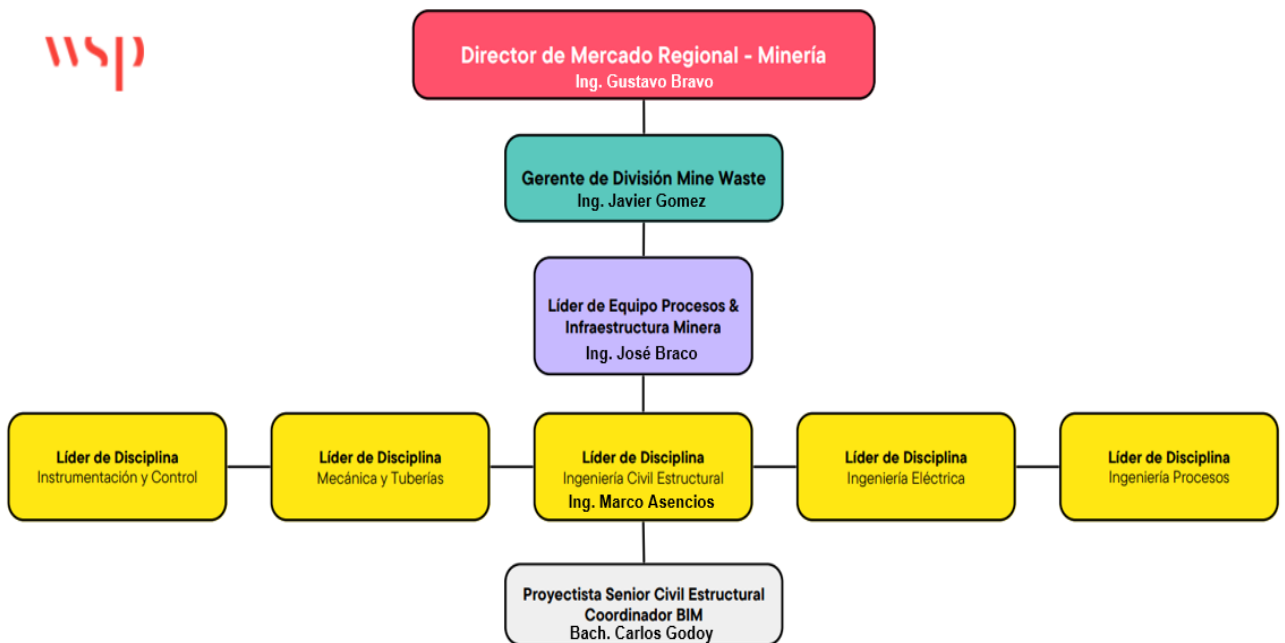 wsp
Director de Mercado Regional - Minería
Ing. Gustavo Bravo
Gerente de División Mine Waste
Ing. Javier Gomez
Líder de Equipo Procesos &
Infraestructura Minera
Ing. José Braco
Líder de Disciplina
Instrumentación y Control
Líder de Disciplina
Mecánica y Tuberías
Líder de Disciplina
Ingeniería Civil Estructural
Ing. Marco Asencios
Líder de Disciplina
Ingeniería Eléctrica
Líder de Disciplina
Ingeniería Procesos
Proyectista Senior Civil Estructural
Coordinador BIM
Bach. Carlos Godoy